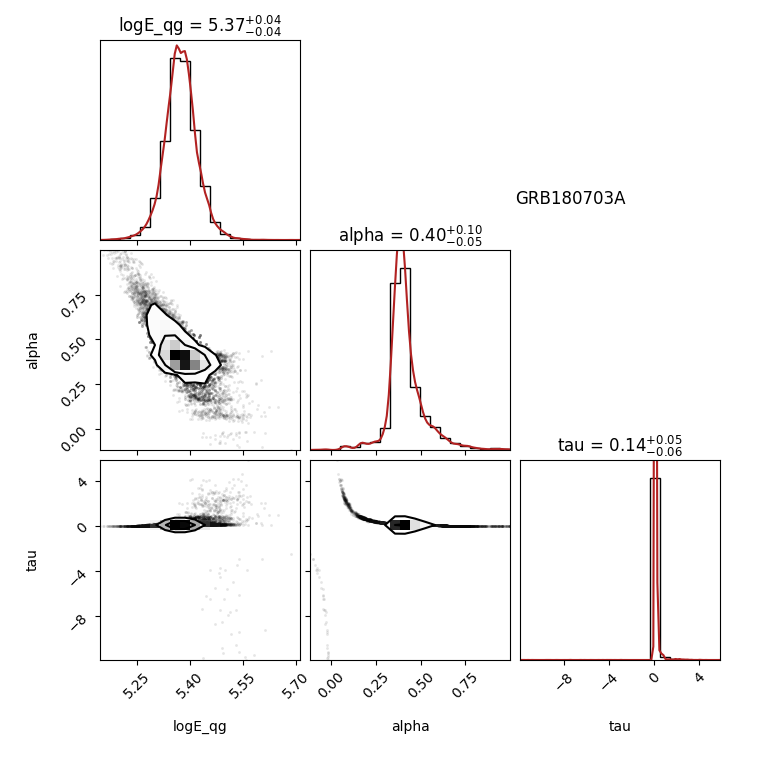 logE_qg = 5.37+0.04 −0.04
GRB180703A
alpha = 0.40+0.10 −0.05
alpha
0.75
0.50
0.25
0.00
tau = 0.14+0.05 −0.06
tau
4
0
−4
−8
5.25 5.40 5.55 5.70
0.00 0.25 0.50 0.75
−8 −4 0 4
logE_qg alpha tau